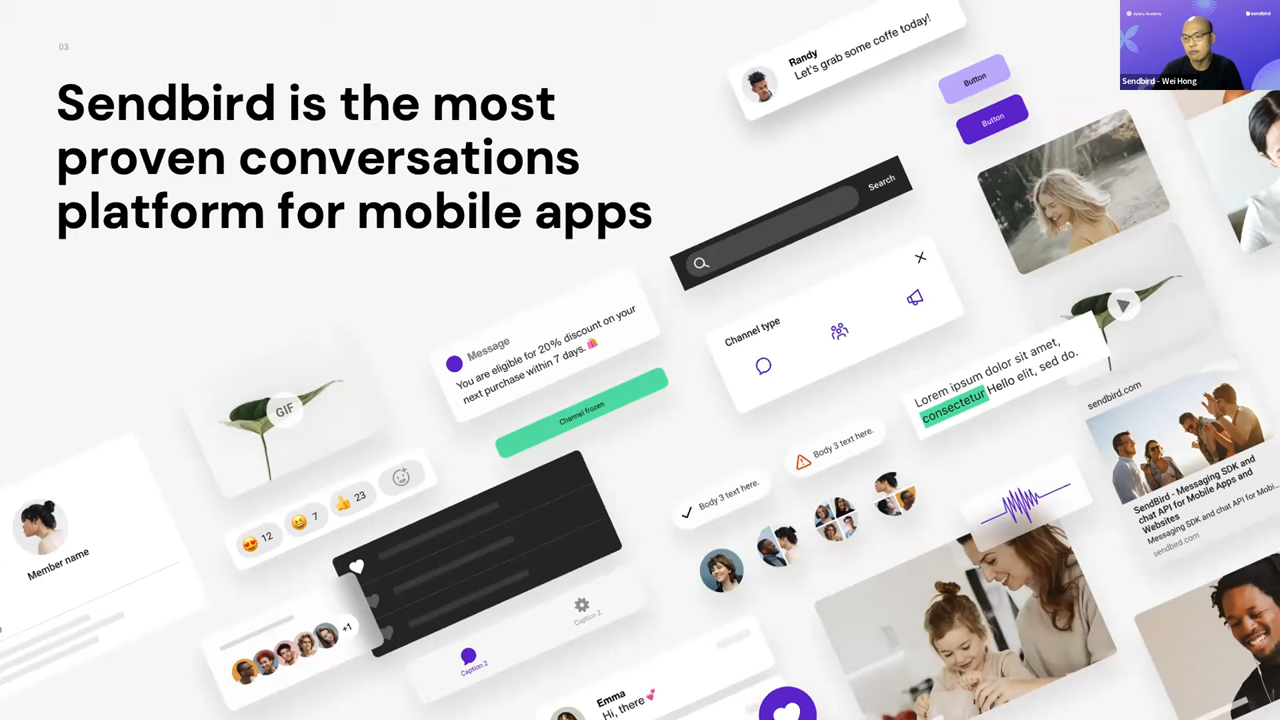 03
Sendbird is the most
proven conversations
platform for mobile apps
Randy
Let's grab some coffe today!
Button
Button
Apiary Academy
sendbird
Sendbird - Wei Hong
Search
Channel type
Message
You are eligible for 20% discount on your
next purchase within 7 days.🎁
Channel frozen
GIF
😍 12
😆 7
👍 23
Member name
+1
Caption 2
Caption 2
Lorem ipsum dolor sit amet,
consectetur Hello elit, sed do.
Body 3 text here.
Body 3 text here.
sendbird.com
SendBird - Messaging SDK and
chat API for Mobile Apps and
Websites
Messaging SDK and chat API for Mobi...
sendbird.com
Emma
Hi, there 💕